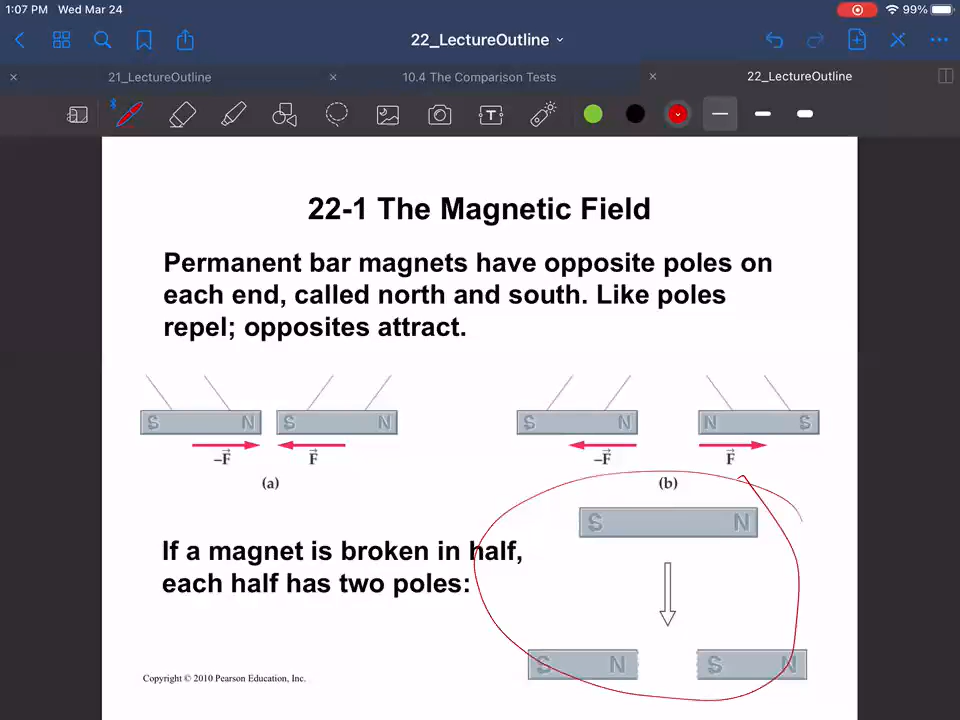 1:07 PM Wed Mar 24
99%
22_LectureOutline
21_LectureOutline
10.4 The Comparison Tests
22_LectureOutline
T
22-1 The Magnetic Field
Permanent bar magnets have opposite poles on
each end, called north and south. Like poles
repel; opposites attract.
S N S N
S N N S
−F⃗ F⃗
−F⃗ F⃗
(a)
(b)
S N
If a magnet is broken in half,
each half has two poles:
S N S N
Copyright © 2010 Pearson Education, Inc.